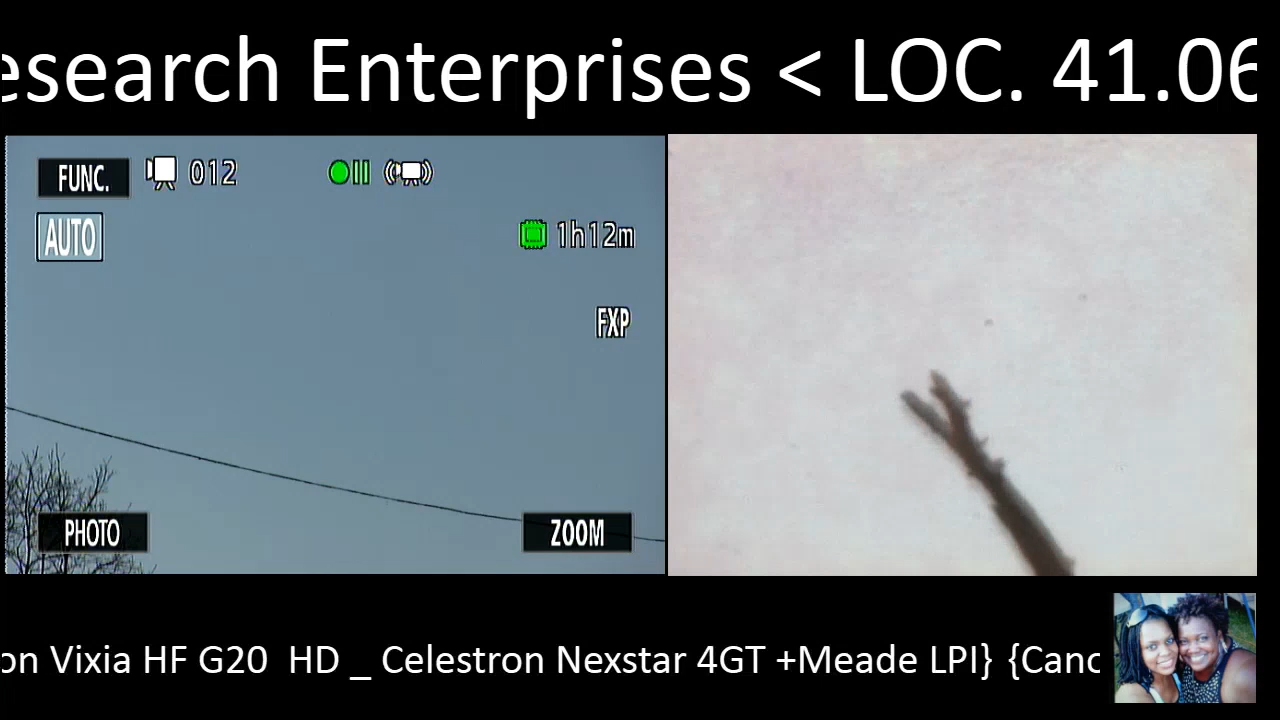 esearch Enterprises < LOC. 41.06
FUNC. 012
AUTO
1h12m
FXP
PHOTO ZOOM
on Vixia HF G20 HD _ Celestron Nexstar 4GT +Meade LPI} {Canc